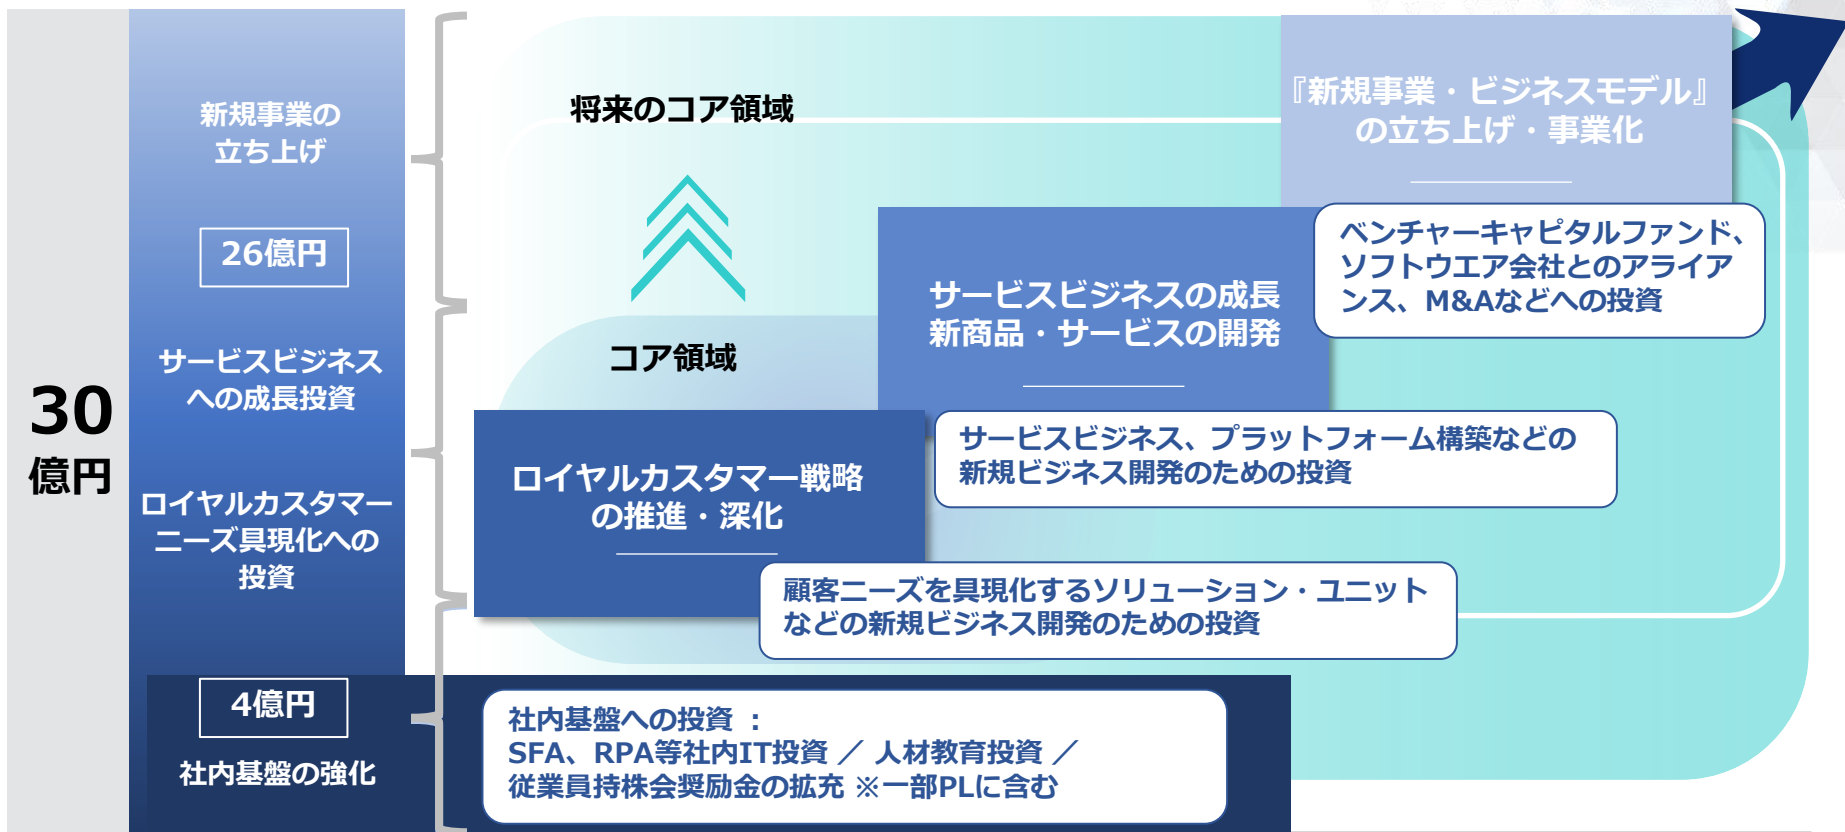 30
億円
新規事業の
立ち上げ
26億円
サービスビジネス
への成長投資
ロイヤルカスタマー
ニーズ具現化への
投資
4億円
社内基盤の強化
将来のコア領域
コア領域
『新規事業・ビジネスモデル』
の立ち上げ・事業化
ベンチャーキャピタルファンド、
ソフトウエア会社とのアライア
ンス、M&Aなどへの投資
サービスビジネスの成長
新商品・サービスの開発
サービスビジネス、プラットフォーム構築などの
新規ビジネス開発のための投資
ロイヤルカスタマー戦略
の推進・深化
顧客ニーズを具現化するソリューション・ユニット
などの新規ビジネス開発のための投資
社内基盤への投資 ：
SFA、RPA等社内IT投資 ／ 人材教育投資 ／
従業員持株会奨励金の拡充 ※一部PLに含む